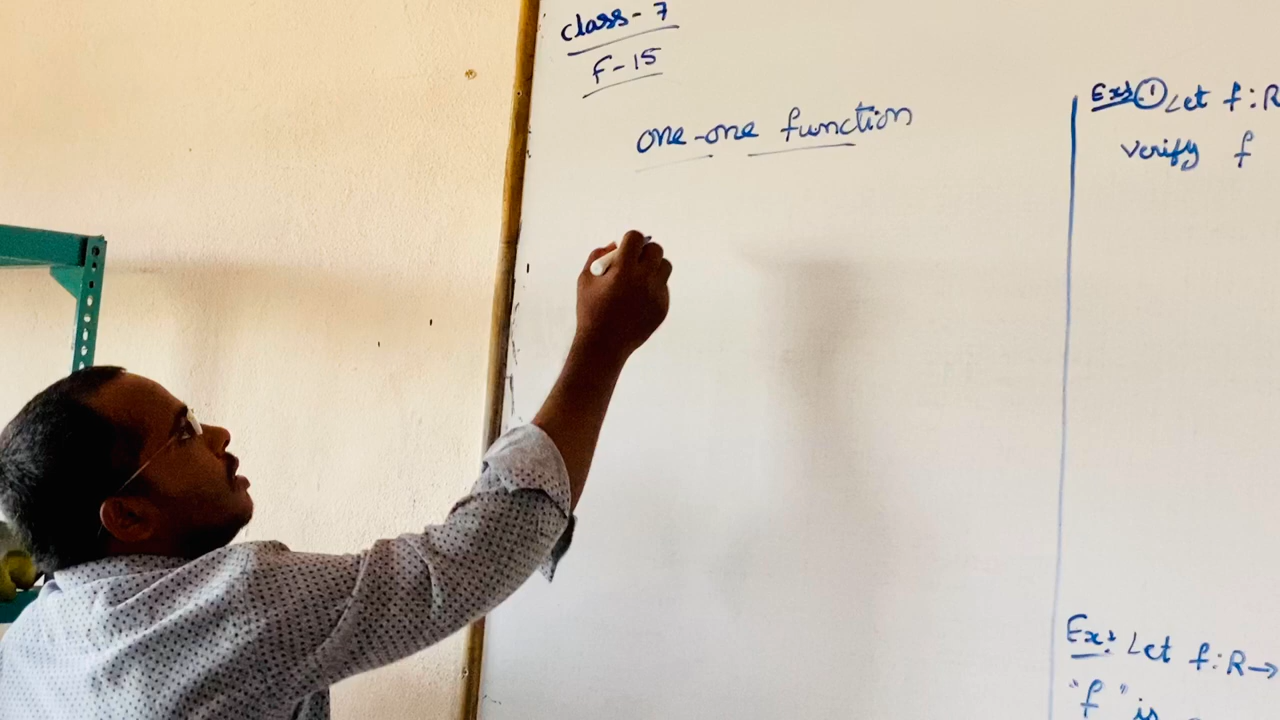 class-7
F-15
one-one function
Ex:① Let f:R
verify f
Ex: Let f:R→
"f" is